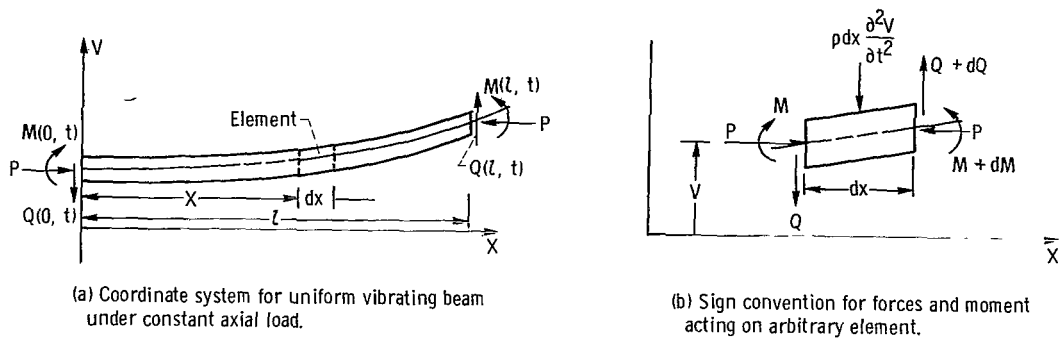 V
M(l, t)
Element
P
M(0, t)
P
Q(l, t)
X
dx
Q(0, t)
l
X
(a) Coordinate system for uniform vibrating beam
under constant axial load.
ρdx ∂²V/∂t²
Q + dQ
M
P
P
M + dM
V
dx
Q
X
(b) Sign convention for forces and moment
acting on arbitrary element.